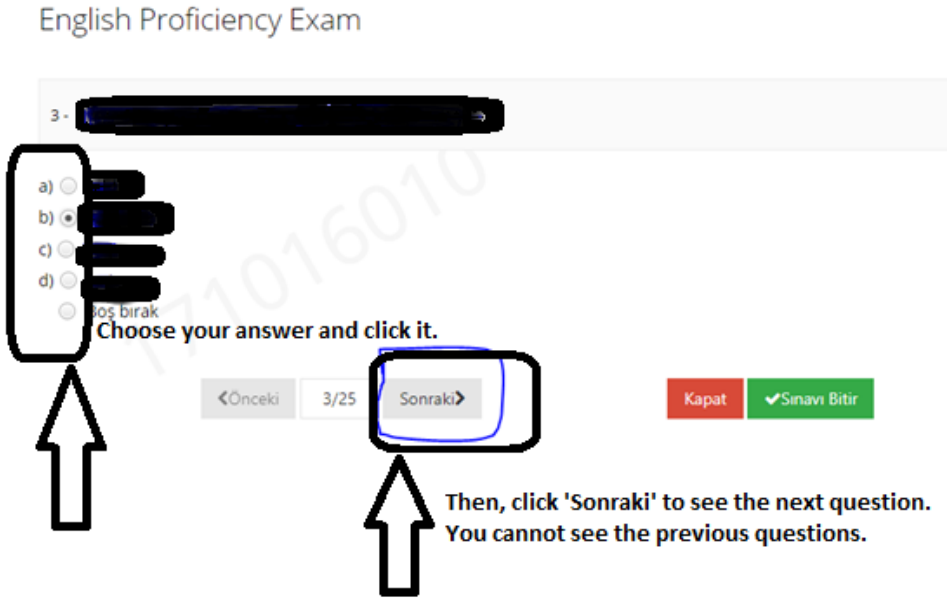 English Proficiency Exam
3 -
a)
b)
c)
d)
Boş bırak
Choose your answer and click it.
Önceki 3/25 Sonraki Kapat Sınavı Bitir
Then, click 'Sonraki' to see the next question.
You cannot see the previous questions.
171016010